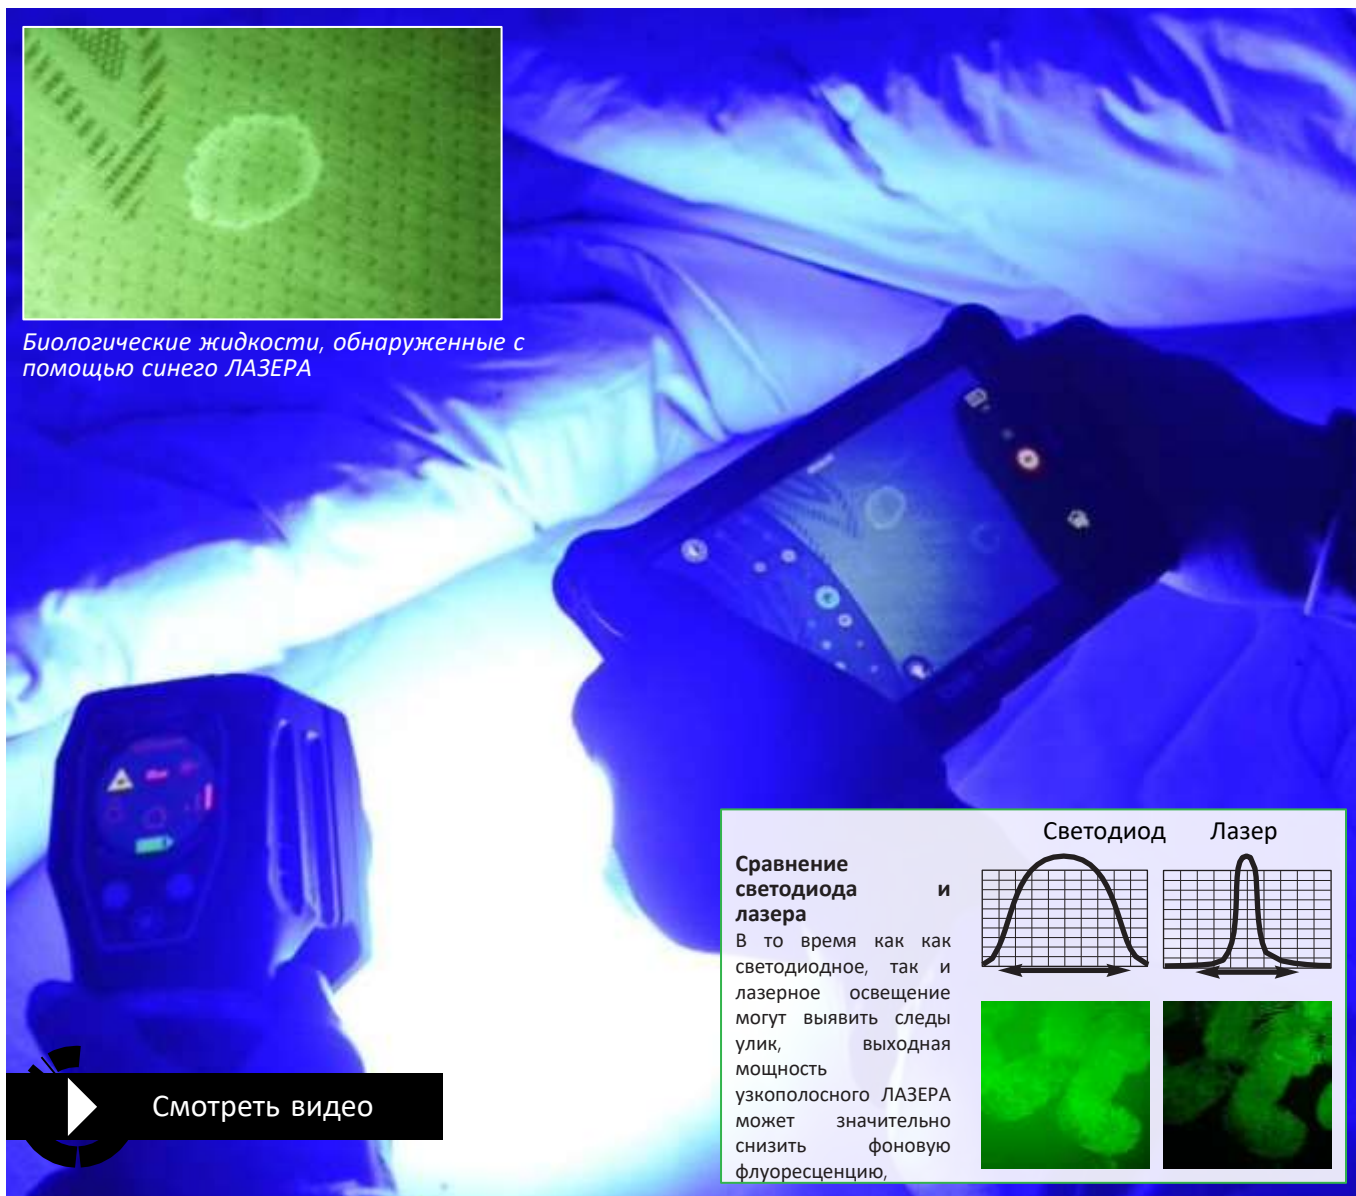 Биологические жидкости, обнаруженные с
помощью синего ЛАЗЕРА
Светодиод Лазер
Сравнение
светодиода и
лазера
В то время как как
светодиодное, так и
лазерное освещение
могут выявить следы
улик, выходная
мощность
узкополосного ЛАЗЕРА
может значительно
снизить фоновую
флуоресценцию,
Смотреть видео